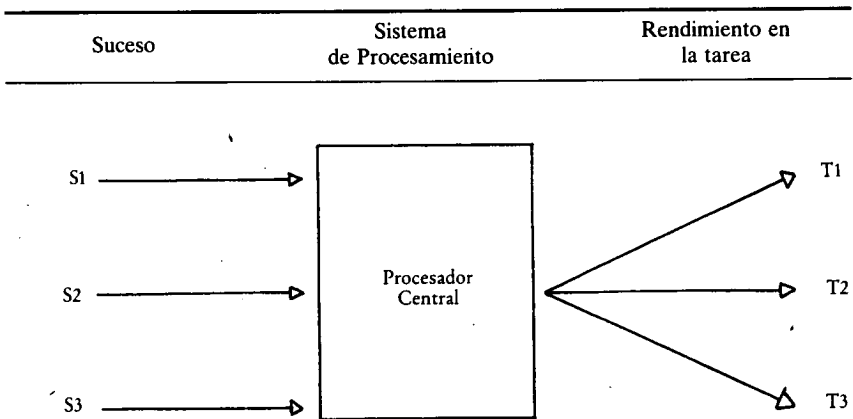 Suceso
Sistema
de Procesamiento
Rendimiento en
la tarea
S1
T1
S2
Procesador
Central
T2
S3
T3